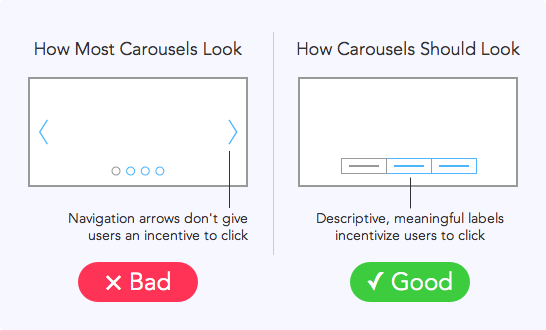 How Most Carousels Look
Navigation arrows don't give
users an incentive to click
✕ Bad
How Carousels Should Look
Descriptive, meaningful labels
incentivize users to click
✓ Good